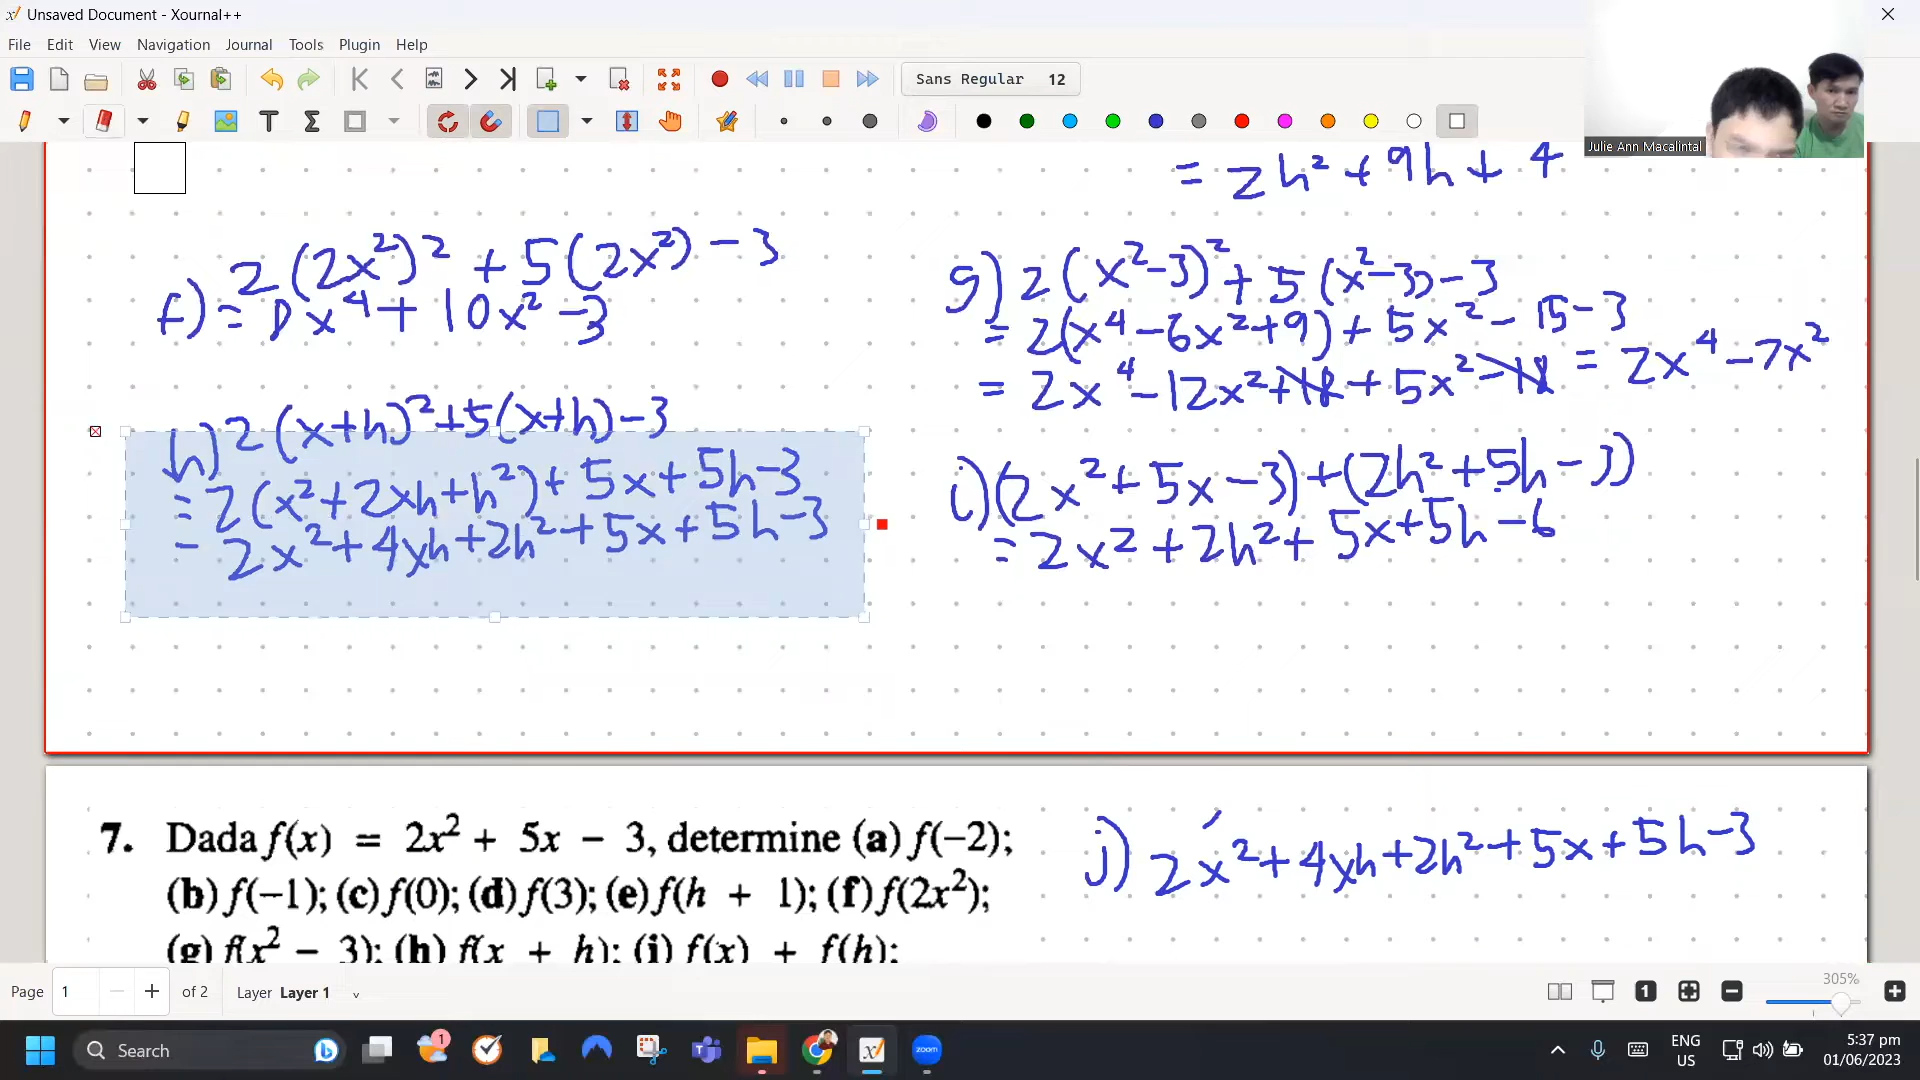 Unsaved Document - Xournal++
File Edit View Navigation Journal Tools Plugin Help
Sans Regular 12
Julie Ann Macalintal
= 2h² + 9h + 4
2(2x²)² + 5(2x²) - 3
f) = 8x⁴ + 10x² - 3
g) 2(x²-3)² + 5(x²-3) - 3
= 2(x⁴ - 6x² + 9) + 5x² - 15 - 3
= 2x⁴ - 12x² + 18 + 5x² - 18 = 2x⁴ - 7x²
h) 2(x+h)² + 5(x+h) - 3
= 2(x² + 2xh + h²) + 5x + 5h - 3
= 2x² + 4xh + 2h² + 5x + 5h - 3
i) (2x² + 5x - 3) + (2h² + 5h - 3)
= 2x² + 2h² + 5x + 5h - 6
7. Dada f(x) = 2x² + 5x − 3, determine (a) f(−2);
(b) f(−1); (c) f(0); (d) f(3); (e) f(h + 1); (f) f(2x²);
(g) f(x² − 3); (h) f(x + h); (i) f(x) + f(h);
j) 2x² + 4xh + 2h² + 5x + 5h - 3
Page 1 of 2 Layer Layer 1
305%
Search
1
zoom
ENG
US
5:37 pm
01/06/2023